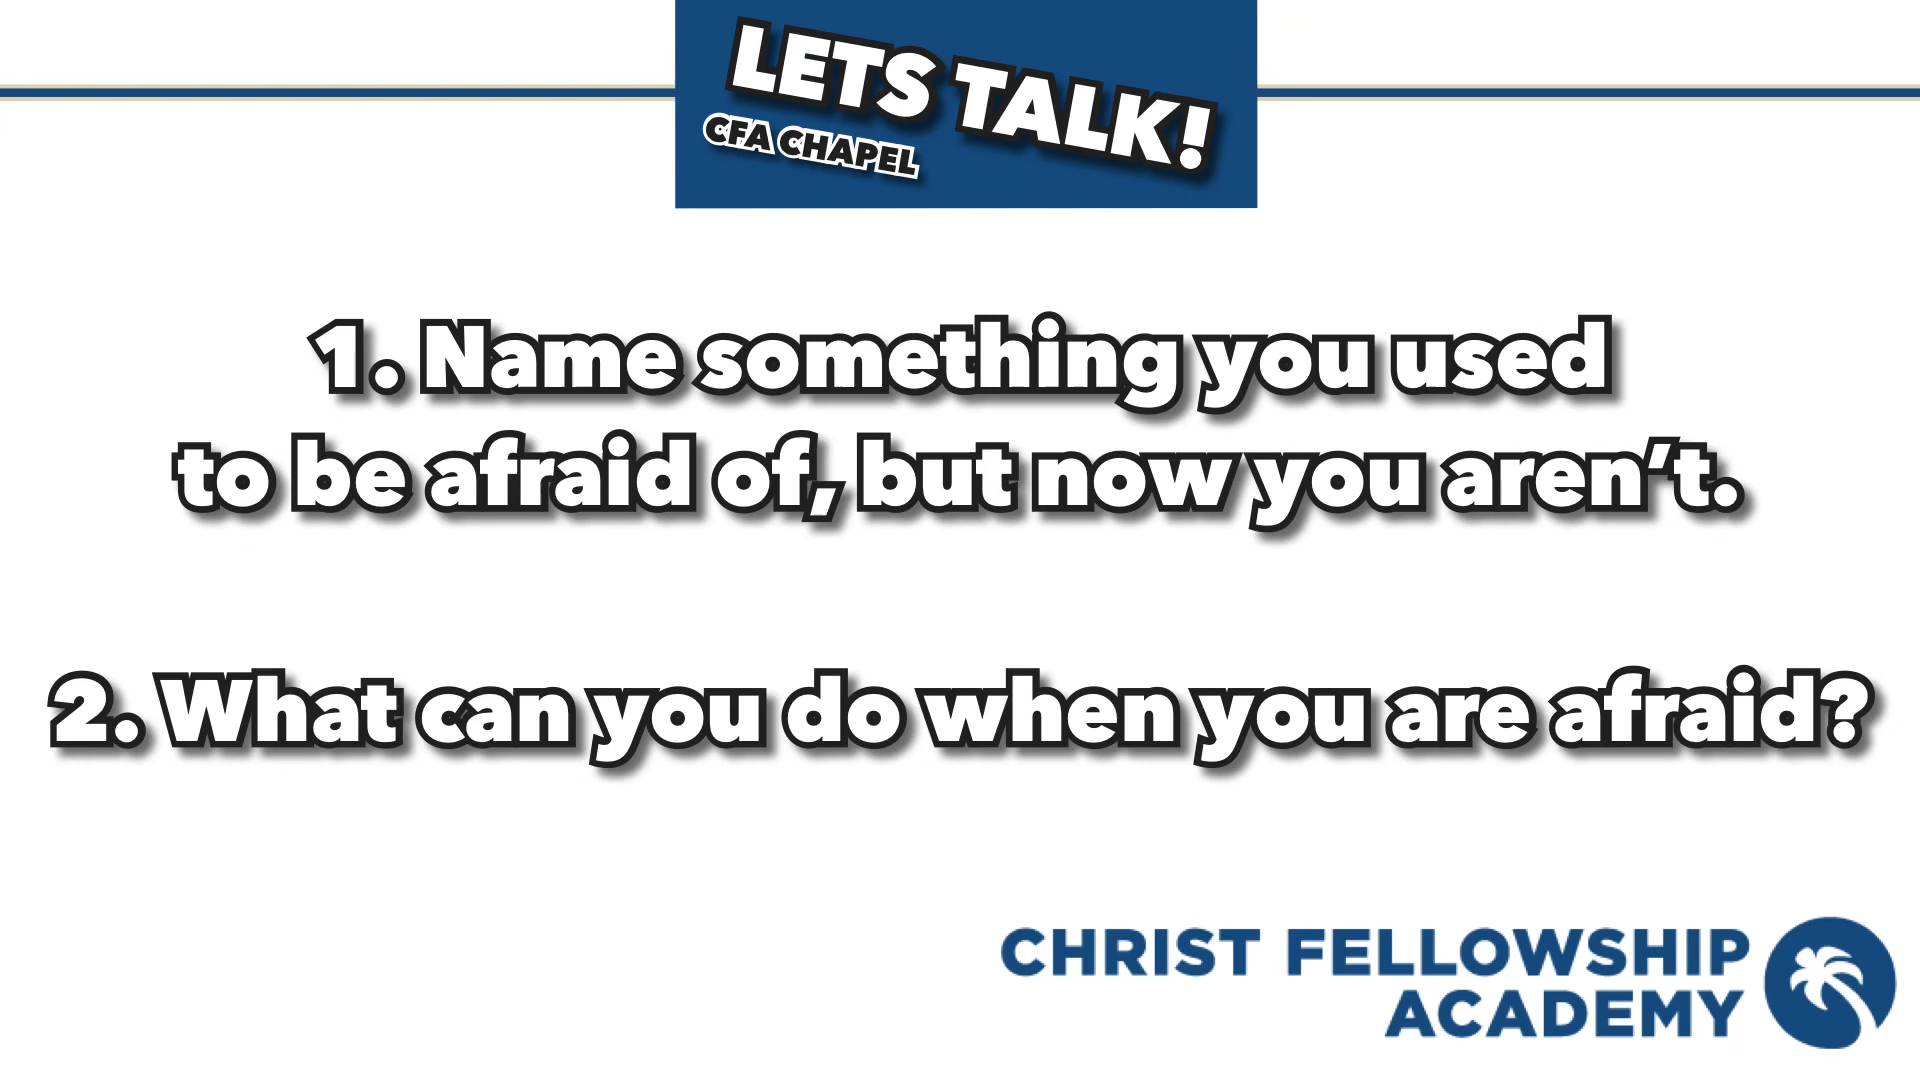 LETS TALK!
CFA CHAPEL
1. Name something you used
to be afraid of, but now you aren’t.
2. What can you do when you are afraid?
CHRIST FELLOWSHIP
ACADEMY